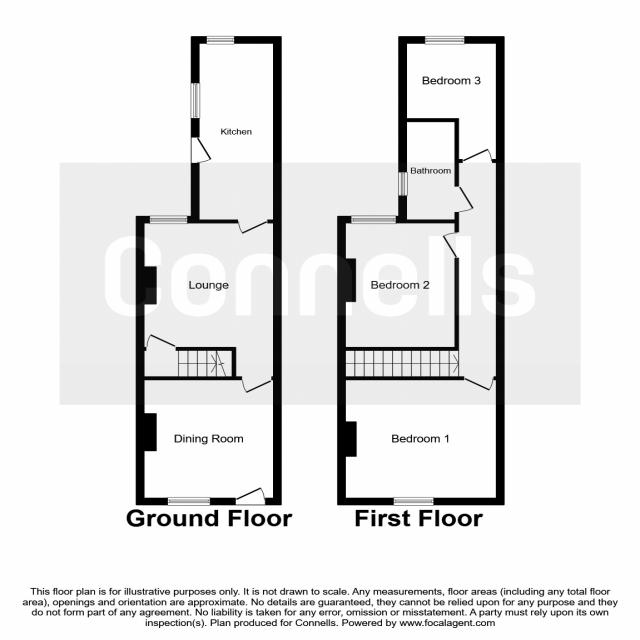 Bedroom 3
Kitchen
Bathroom
Connells
Lounge
Bedroom 2
Dining Room
Bedroom 1
Ground Floor
First Floor
This floor plan is for illustrative purposes only. It is not drawn to scale. Any measurements, floor areas (including any total floor
area), openings and orientation are approximate. No details are guaranteed, they cannot be relied upon for any purpose and they
do not form part of any agreement. No liability is taken for any error, omission or misstatement. A party must rely upon its own
inspection(s). Plan produced for Connells. Powered by www.focalagent.com